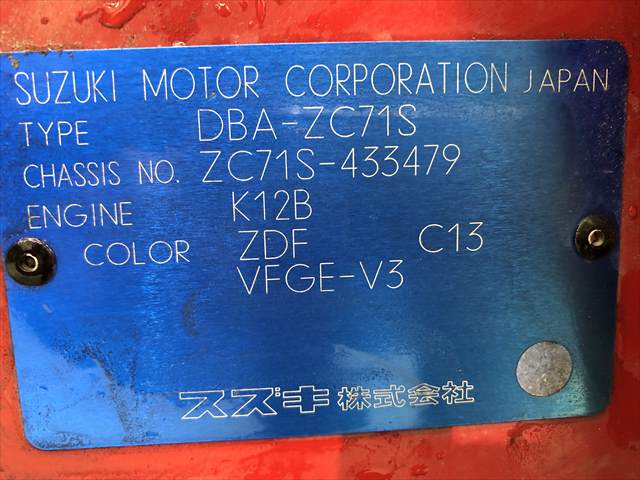 SUZUKI MOTOR CORPORATION JAPAN
TYPE DBA-ZC71S
CHASSIS NO. ZC71S-433479
ENGINE K12B
COLOR ZDF C13
VFGE-V3
スズキ株式会社